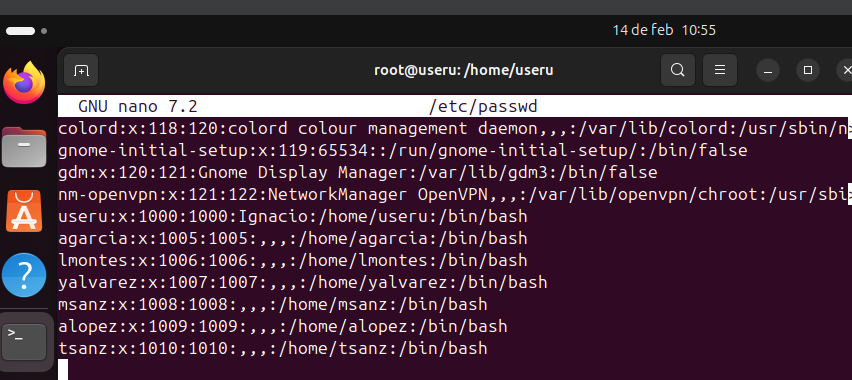 14 de feb 10:55
root@useru: /home/useru
GNU nano 7.2 /etc/passwd
colord:x:118:120:colord colour management daemon,,,:/var/lib/colord:/usr/sbin/n>
gnome-initial-setup:x:119:65534::/run/gnome-initial-setup/:/bin/false
gdm:x:120:121:Gnome Display Manager:/var/lib/gdm3:/bin/false
nm-openvpn:x:121:122:NetworkManager OpenVPN,,,:/var/lib/openvpn/chroot:/usr/sbi>
useru:x:1000:1000:Ignacio:/home/useru:/bin/bash
agarcia:x:1005:1005:,,,:/home/agarcia:/bin/bash
lmontes:x:1006:1006:,,,:/home/lmontes:/bin/bash
yalvarez:x:1007:1007:,,,:/home/yalvarez:/bin/bash
msanz:x:1008:1008:,,,:/home/msanz:/bin/bash
alopez:x:1009:1009:,,,:/home/alopez:/bin/bash
tsanz:x:1010:1010:,,,:/home/tsanz:/bin/bash